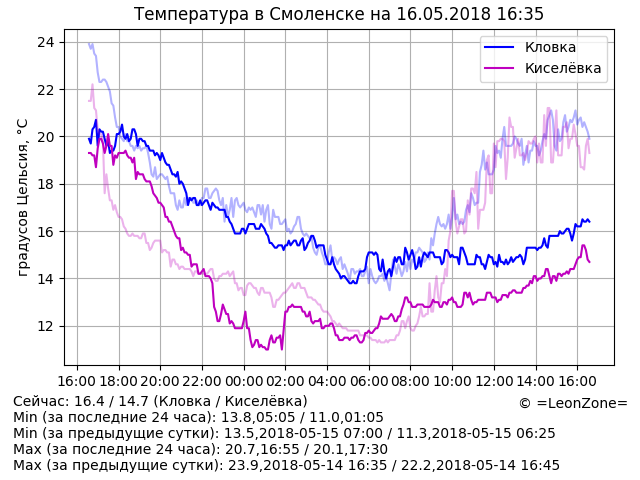 Температура в Смоленске на 16.05.2018 16:35
Кловка
Киселёвка
градусов Цельсия, °C
24
22
20
18
16
14
12
16:00 18:00 20:00 22:00 00:00 02:00 04:00 06:00 08:00 10:00 12:00 14:00 16:00
Сейчас: 16.4 / 14.7 (Кловка / Киселёвка)
© =LeonZone=
Min (за последние 24 часа): 13.8,05:05 / 11.0,01:05
Min (за предыдущие сутки): 13.5,2018-05-15 07:00 / 11.3,2018-05-15 06:25
Max (за последние 24 часа): 20.7,16:55 / 20.1,17:30
Max (за предыдущие сутки): 23.9,2018-05-14 16:35 / 22.2,2018-05-14 16:45